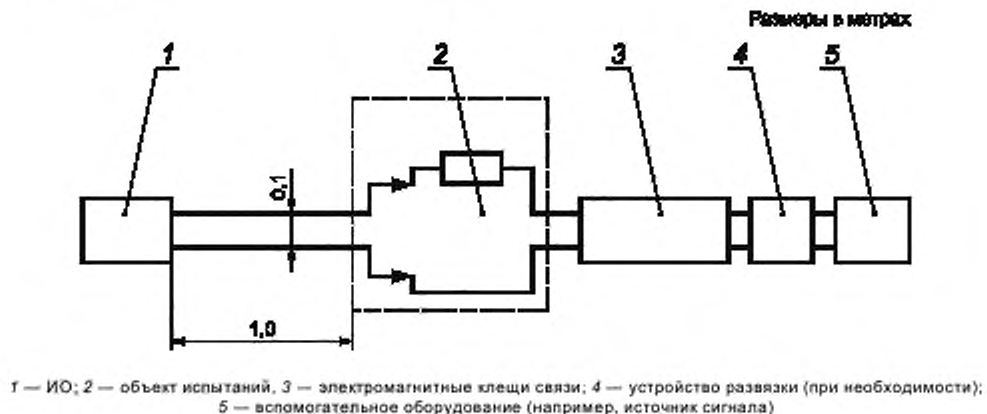 Размеры в метрах
1 2 3 4 5
0,1
1,0
1 — ИО; 2 — объект испытаний, 3 — электромагнитные клещи связи; 4 — устройство развязки (при необходимости);
5 — вспомогательное оборудование (например, источник сигнала)